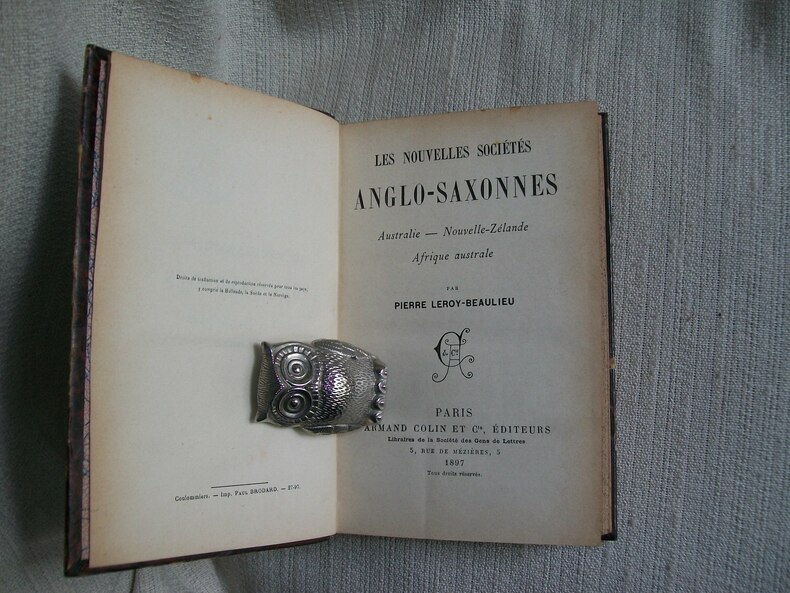 Droits de traduction et de reproduction réservés pour tous les pays,
y compris la Hollande, la Suède et la Norvège.
Coulommiers. — Imp. Paul BRODARD. — 27-97.
LES NOUVELLES SOCIÉTÉS
ANGLO-SAXONNES
Australie — Nouvelle-Zélande
Afrique australe
PAR
PIERRE LEROY-BEAULIEU
A C & Cie
PARIS
ARMAND COLIN ET Cie, ÉDITEURS
Libraires de la Société des Gens de Lettres
5, RUE DE MÉZIÈRES, 5
1897
Tous droits réservés.